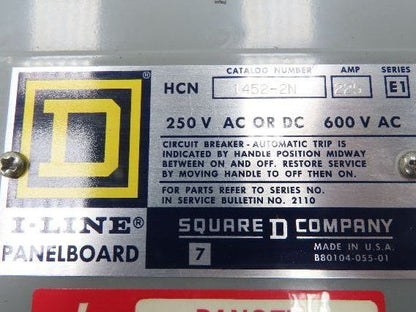 CATALOG NUMBER AMP SERIES
HCN 1452-2N 225 E1
250 V AC OR DC 600 V AC
CIRCUIT BREAKER - AUTOMATIC TRIP IS
INDICATED BY HANDLE POSITION MIDWAY
BETWEEN ON AND OFF. RESTORE SERVICE
BY MOVING HANDLE TO OFF THEN ON.
FOR PARTS REFER TO SERIES NO.
IN SERVICE BULLETIN NO. 2110
D
®
I-LINE®
PANELBOARD
SQUARE D COMPANY
7
MADE IN U.S.A.
B80104-055-01
DANGER